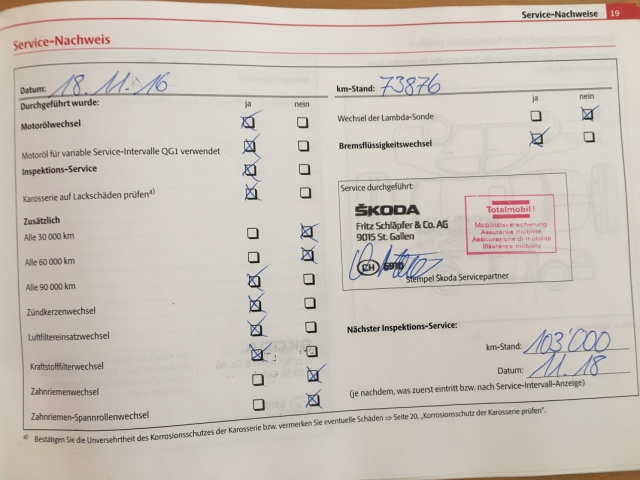 Service-Nachweise 19
Service-Nachweis
Datum: 18.11.16
Durchgeführt wurde: ja nein
Motorölwechsel
Motoröl für variable Service-Intervalle QG1 verwendet
Inspektions-Service
Karosserie auf Lackschäden prüfen a)
Zusätzlich
Alle 30 000 km
Alle 60 000 km
Alle 90 000 km
Zündkerzenwechsel
Luftfiltereinsatzwechsel
Kraftstofffilterwechsel
Zahnriemenwechsel
Zahnriemen-Spannrollenwechsel
km-Stand: 73876
ja nein
Wechsel der Lambda-Sonde
Bremsflüssigkeitswechsel
Service durchgeführt:
ŠKODA
Fritz Schläpfer & Co. AG
9015 St. Gallen
CH 6910
Stempel Škoda Servicepartner
Totalmobil!
Mobilitätsversicherung
Assurance mobilité
Assicurazione di mobilità
Insurance mobility
Nächster Inspektions-Service:
km-Stand: 103'000
Datum: 11.18
(je nachdem, was zuerst eintritt bzw. nach Service-Intervall-Anzeige)
a) Bestätigen Sie die Unversehrtheit des Korrosionsschutzes der Karosserie bzw. vermerken Sie eventuelle Schäden ⇒ Seite 20, „Korrosionsschutz der Karosserie prüfen“.